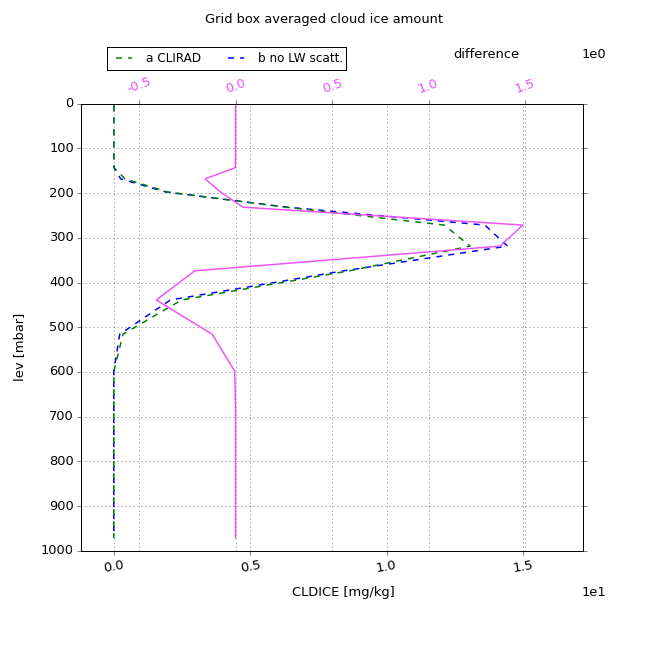 Grid box averaged cloud ice amount
a CLIRAD b no LW scatt. difference 1e0
-0.5 0.0 0.5 1.0 1.5
0
100
200
300
400
500
600
700
800
900
1000
lev [mbar]
0.0 0.5 1.0 1.5
CLDICE [mg/kg] 1e1